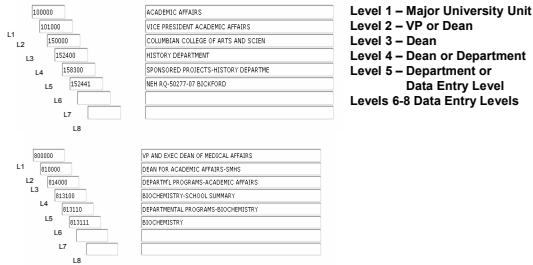 100000 ACADEMIC AFFAIRS
L1 101000 VICE PRESIDENT ACADEMIC AFFAIRS
L2 150000 COLUMBIAN COLLEGE OF ARTS AND SCIEN
L3 152400 HISTORY DEPARTMENT
L4 158300 SPONSORED PROJECTS-HISTORY DEPARTME
L5 152441 NEH RQ-50277-07 BICKFORD
L6
L7
L8
Level 1 – Major University Unit
Level 2 – VP or Dean
Level 3 – Dean
Level 4 – Dean or Department
Level 5 – Department or
Data Entry Level
Levels 6-8 Data Entry Levels
800000 VP AND EXEC DEAN OF MEDICAL AFFAIRS
L1 810000 DEAN FOR ACADEMIC AFFAIRS-SMHS
L2 814000 DEPARTM'L PROGRAMS-ACADEMIC AFFAIRS
L3 813100 BIOCHEMISTRY-SCHOOL SUMMARY
L4 813110 DEPARTMENTAL PROGRAMS-BIOCHEMISTRY
L5 813111 BIOCHEMISTRY
L6
L7
L8